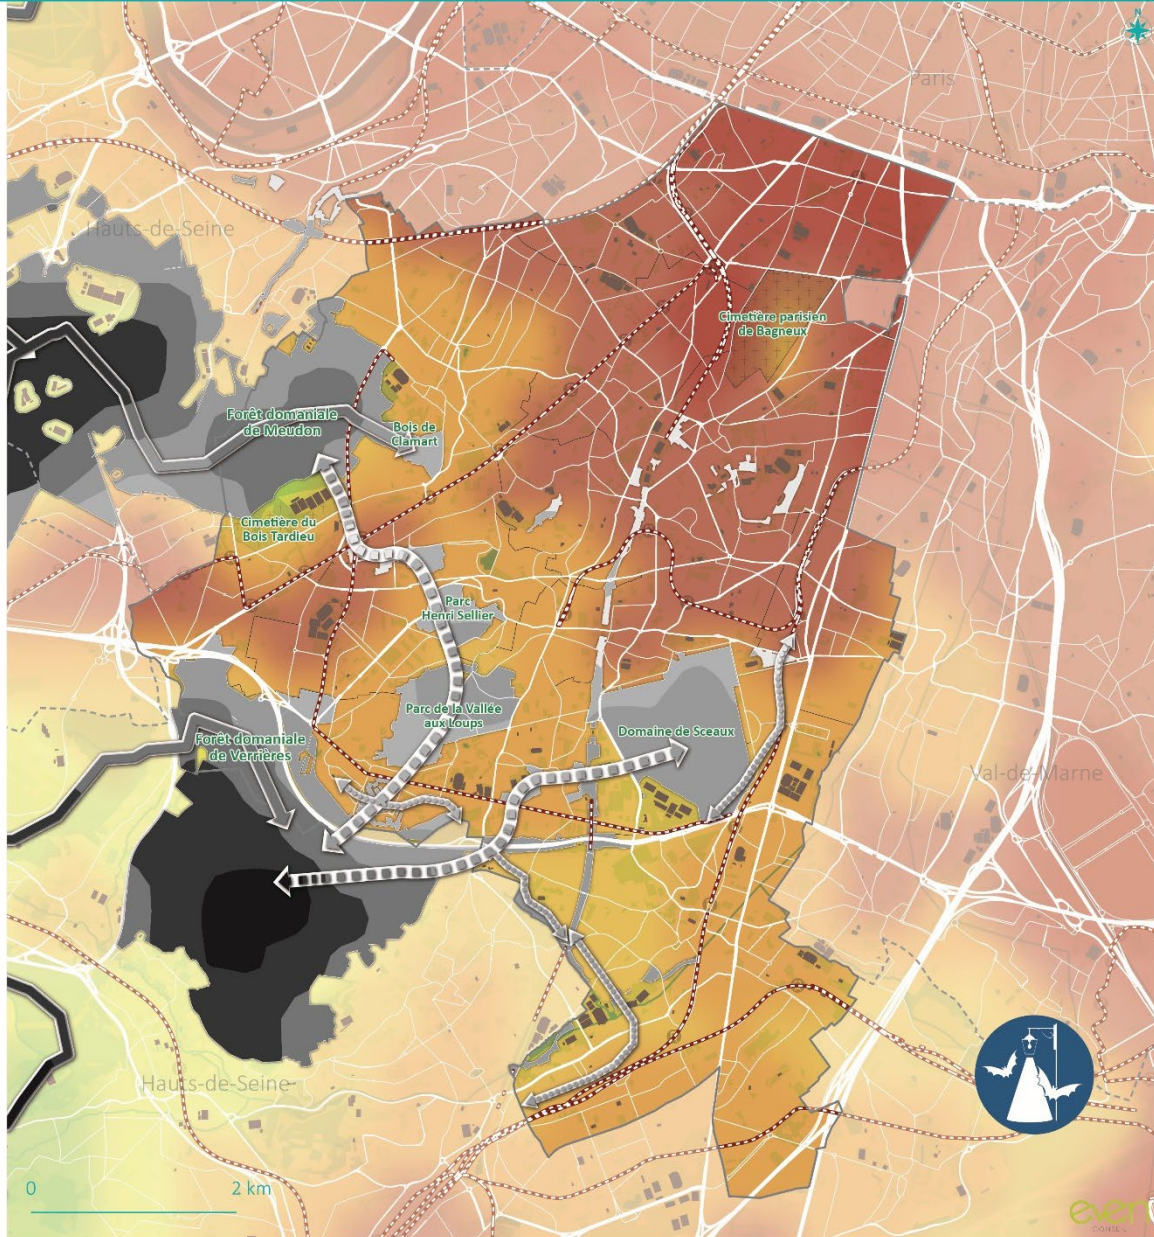 N
Paris
Hauts-de-Seine
Cimetière parisien
de Bagneux
Forêt domaniale
de Meudon
Bois de
Clamart
Cimetière du
Bois Tardieu
Parc
Henri Sellier
Parc de la Vallée
aux Loups
Forêt domaniale
de Verrières
Domaine de Sceaux
Val-de-Marne
Hauts-de-Seine
0
2 km
CONSEIL